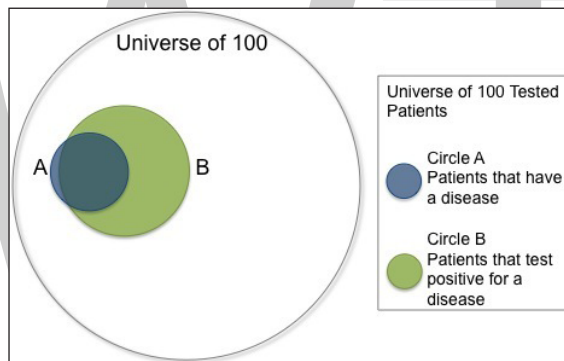 Universe of 100
A
B
Universe of 100 Tested
Patients
Circle A
Patients that have
a disease
Circle B
Patients that test
positive for a
disease